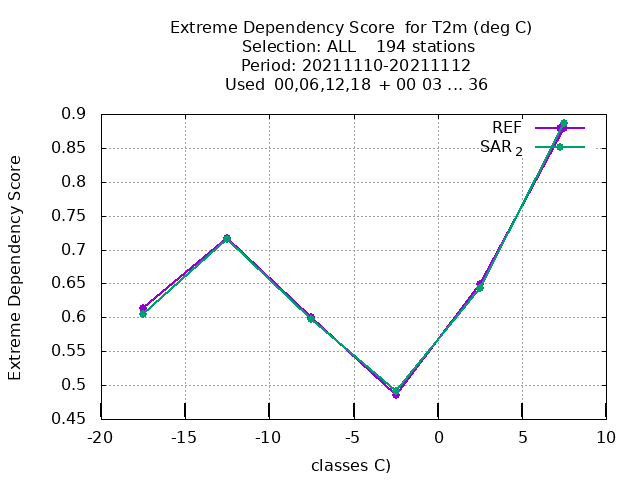 Extreme Dependency Score  for T2m (deg C)
Selection: ALL    194 stations
Period: 20211110-20211112
Used  00,06,12,18 + 00 03 ... 36
REF
SAR 2
Extreme Dependency Score
0.9
0.85
0.8
0.75
0.7
0.65
0.6
0.55
0.5
0.45
-20 -15 -10 -5 0 5 10
classes C)